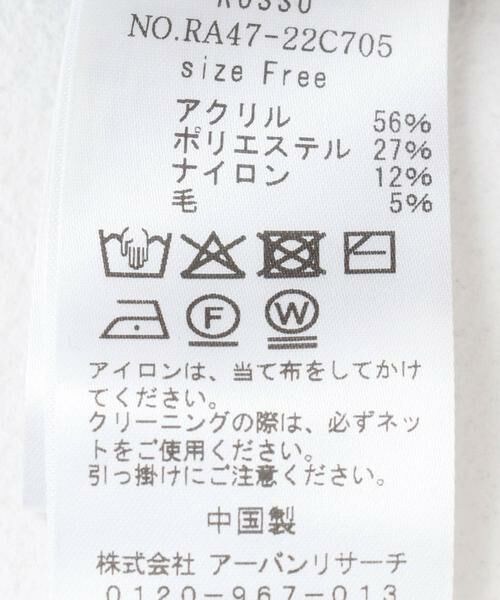 ROSSO
NO.RA47-22C705
size Free
アクリル 56%
ポリエステル 27%
ナイロン 12%
毛 5%
F W
アイロンは、当て布をしてかけ
てください。
クリーニングの際は、必ずネッ
トをご使用ください。
引っ掛けにご注意ください。
中国製
株式会社 アーバンリサーチ
0120-967-013